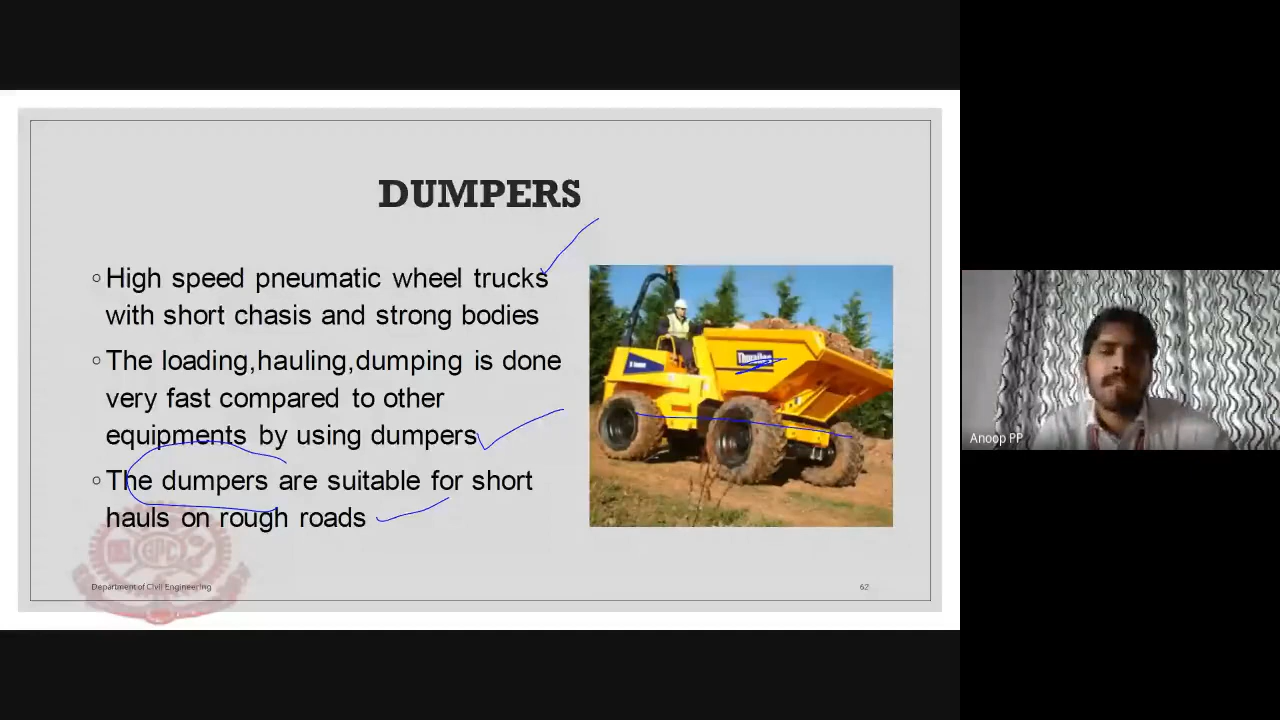 DUMPERS
◦High speed pneumatic wheel trucks
with short chasis and strong bodies
◦The loading,hauling,dumping is done
very fast compared to other
equipments by using dumpers
◦The dumpers are suitable for short
hauls on rough roads
Department of Civil Engineering
62
Anoop PP